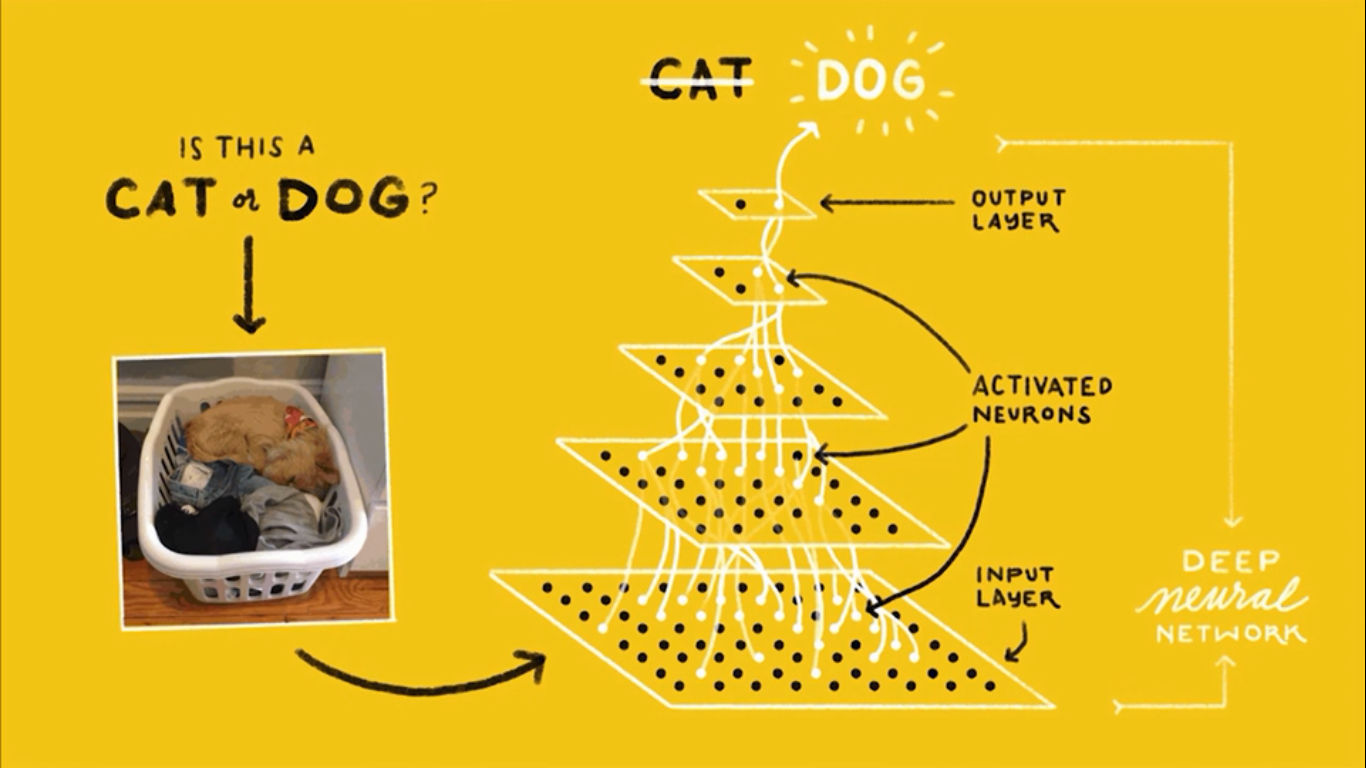 IS THIS A
CAT or DOG?
CAT DOG
OUTPUT
LAYER
ACTIVATED
NEURONS
INPUT
LAYER
DEEP
neural
NETWORK